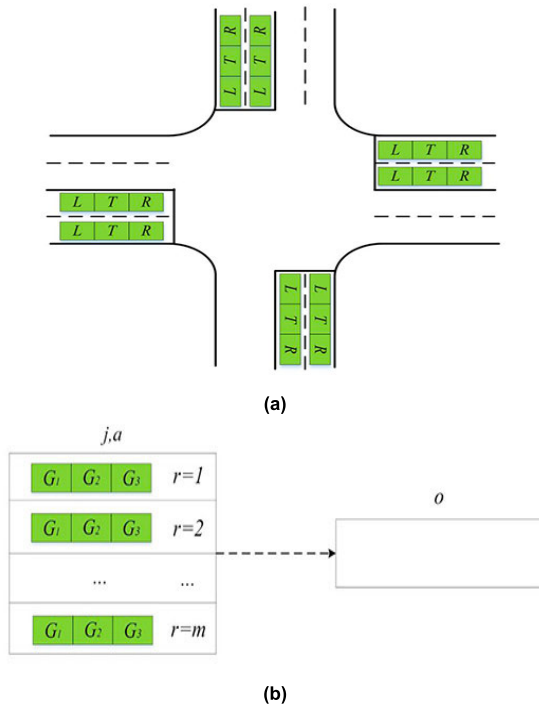 R R
T T
L L
L T R
L T R
L T R
L T R
L L
T T
R R
(a)
j,a
G1 G2 G3 r=1
o
G1 G2 G3 r=2
... ...
G1 G2 G3 r=m
(b)